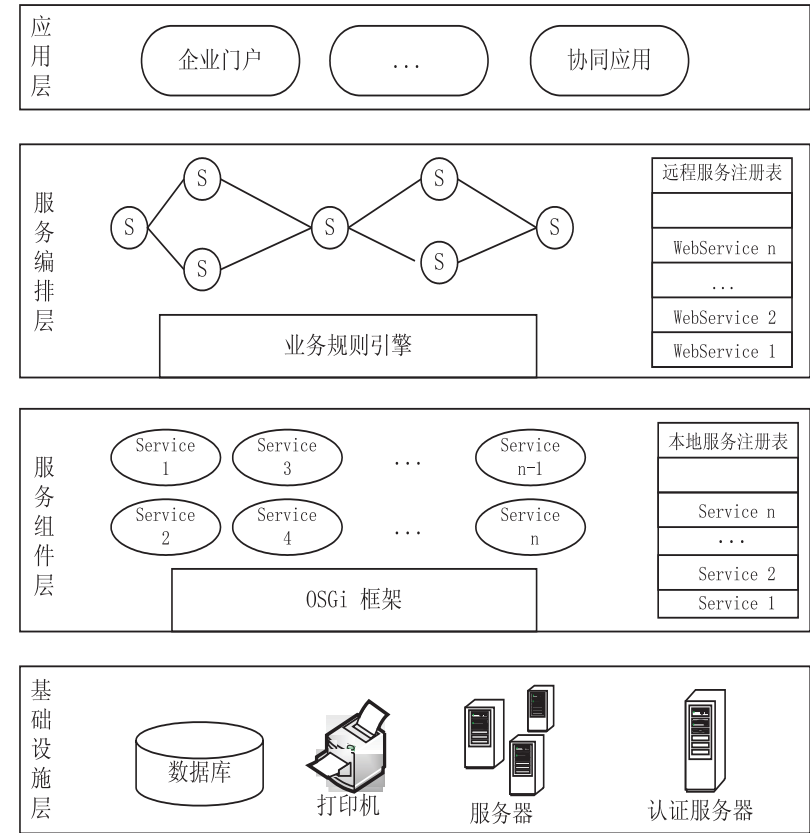 应用层
企业门户
...
协同应用
服务编排层
S
S
S
S
S
S
S
业务规则引擎
远程服务注册表
WebService n
...
WebService 2
WebService 1
服务组件层
Service
1
Service
3
...
Service
n-1
Service
2
Service
4
...
Service
n
OSGi 框架
本地服务注册表
Service n
...
Service 2
Service 1
基础设施层
数据库
打印机
服务器
认证服务器